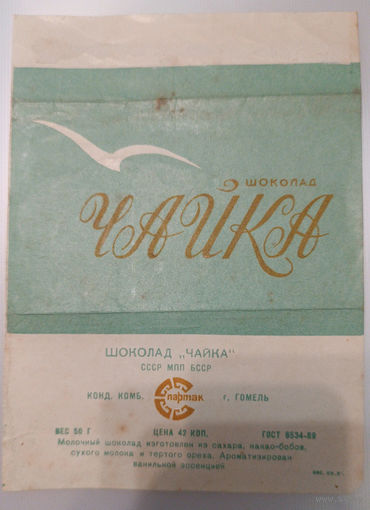 ШОКОЛАД
ЧАЙКА
ШОКОЛАД „ЧАЙКА"
СССР МПП БССР
КОНД. КОМБ. Спартак г. ГОМЕЛЬ
ВЕС 50 Г ЦЕНА 42 КОП. ГОСТ 6534-69
Молочный шоколад изготовлен из сахара, какао-бобов,
сухого молока и тертого ореха. Ароматизирован
ванильной эссенцией